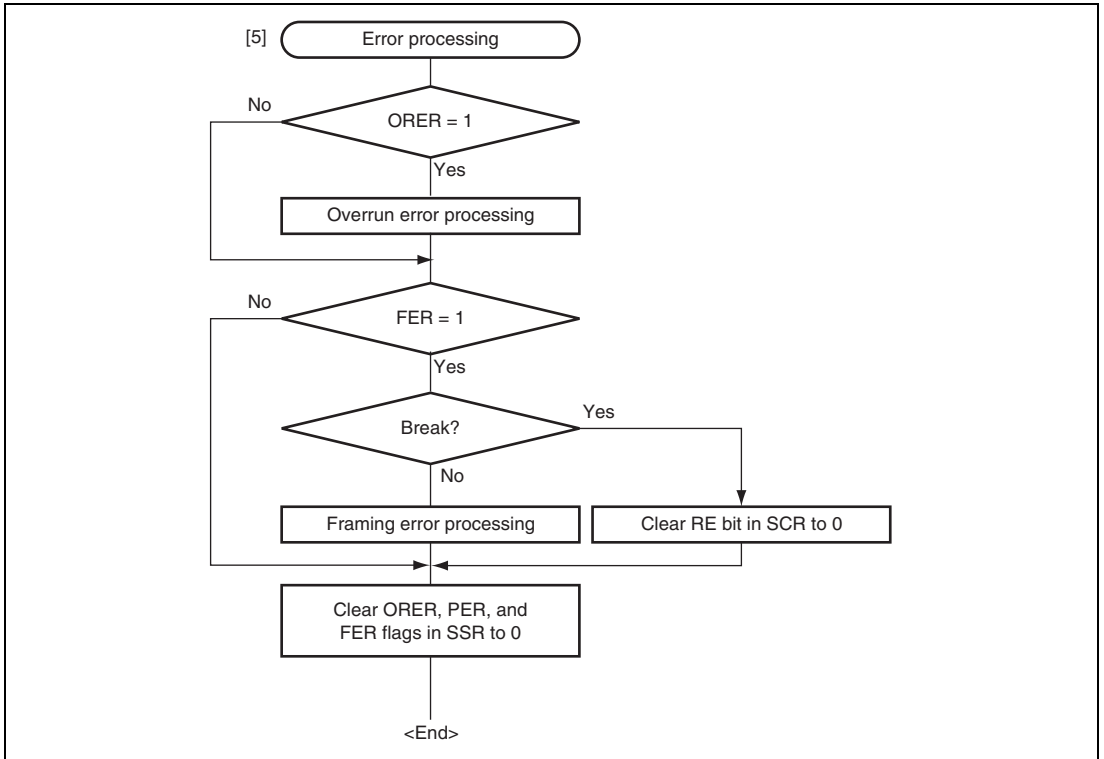 [5] Error processing
No
ORER = 1
Yes
Overrun error processing
No
FER = 1
Yes
Break?
Yes
No
Framing error processing
Clear RE bit in SCR to 0
Clear ORER, PER, and
FER flags in SSR to 0
<End>